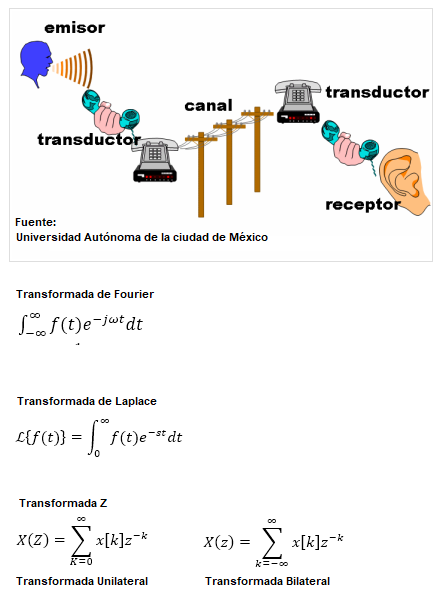 emisor
canal
transductor
transductor
receptor
Fuente:
Universidad Autónoma de la ciudad de México
Transformada de Fourier
∫_{-∞}^{∞} f(t)e^{-jωt}dt
Transformada de Laplace
ℒ{f(t)} = ∫_0^∞ f(t)e^{-st}dt
Transformada Z
X(Z) = ∑_{K=0}^{∞} x[k]z^{-k}    X(z) = ∑_{k=-∞}^{∞} x[k]z^{-k}
Transformada Unilateral    Transformada Bilateral